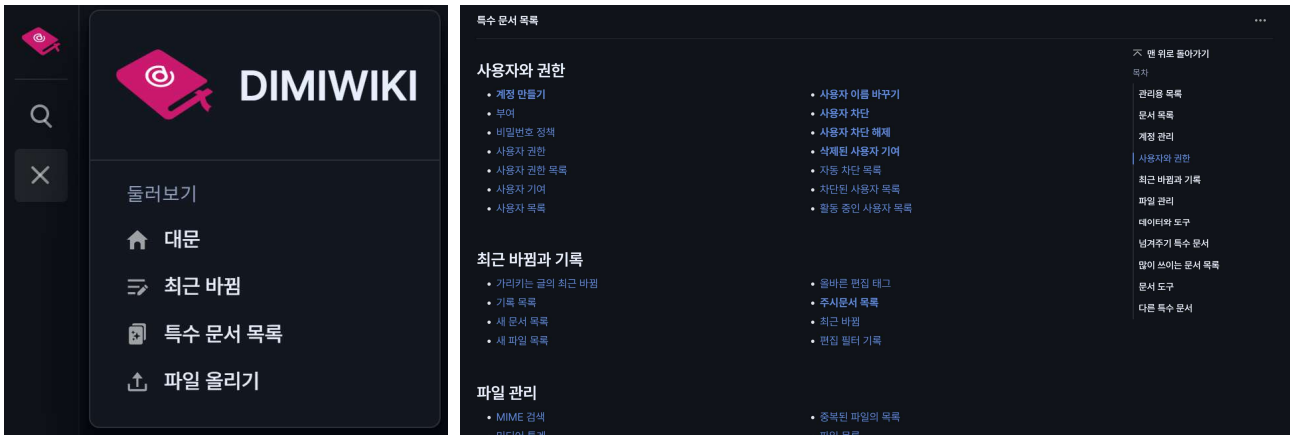 @
DIMIWIKI
둘러보기
대문
최근 바뀜
특수 문서 목록
파일 올리기
특수 문서 목록
사용자와 권한
계정 만들기
부여
비밀번호 정책
사용자 권한
사용자 권한 목록
사용자 기여
사용자 목록
사용자 이름 바꾸기
사용자 차단
사용자 차단 해제
삭제된 사용자 기여
자동 차단 목록
차단된 사용자 목록
활동 중인 사용자 목록
최근 바뀜과 기록
가리키는 글의 최근 바뀜
기록 목록
새 문서 목록
새 파일 목록
올바른 편집 태그
주시문서 목록
최근 바뀜
편집 필터 기록
파일 관리
MIME 검색
중복된 파일의 목록
맨 위로 돌아가기
목차
관리용 목록
문서 목록
계정 관리
사용자와 권한
최근 바뀜과 기록
파일 관리
데이터와 도구
넘겨주기 특수 문서
많이 쓰이는 문서 목록
문서 도구
다른 특수 문서